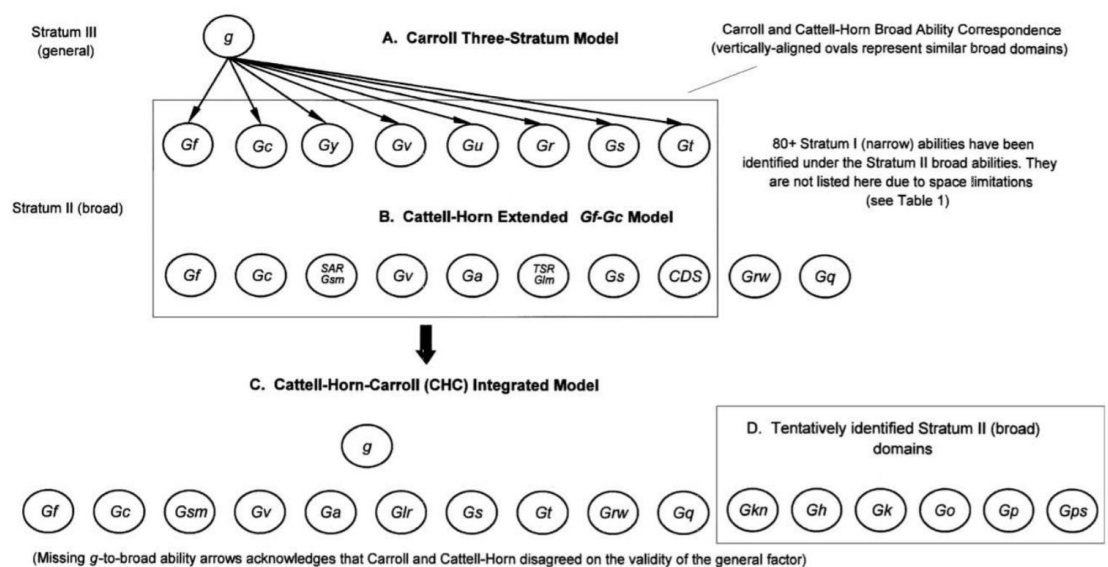 Stratum III
(general)
g
A. Carroll Three-Stratum Model
Carroll and Cattell-Horn Broad Ability Correspondence
(vertically-aligned ovals represent similar broad domains)
Gf Gc Gy Gv Gu Gr Gs Gt
80+ Stratum I (narrow) abilities have been
identified under the Stratum II broad abilities. They
are not listed here due to space limitations
(see Table 1)
Stratum II (broad)
B. Cattell-Horn Extended Gf-Gc Model
Gf Gc SAR Gsm Gv Ga TSR Glm Gs CDS Grw Gq
C. Cattell-Horn-Carroll (CHC) Integrated Model
D. Tentatively identified Stratum II (broad)
domains
g
Gf Gc Gsm Gv Ga Glr Gs Gt Grw Gq Gkn Gh Gk Go Gp Gps
(Missing g-to-broad ability arrows acknowledges that Carroll and Cattell-Horn disagreed on the validity of the general factor)